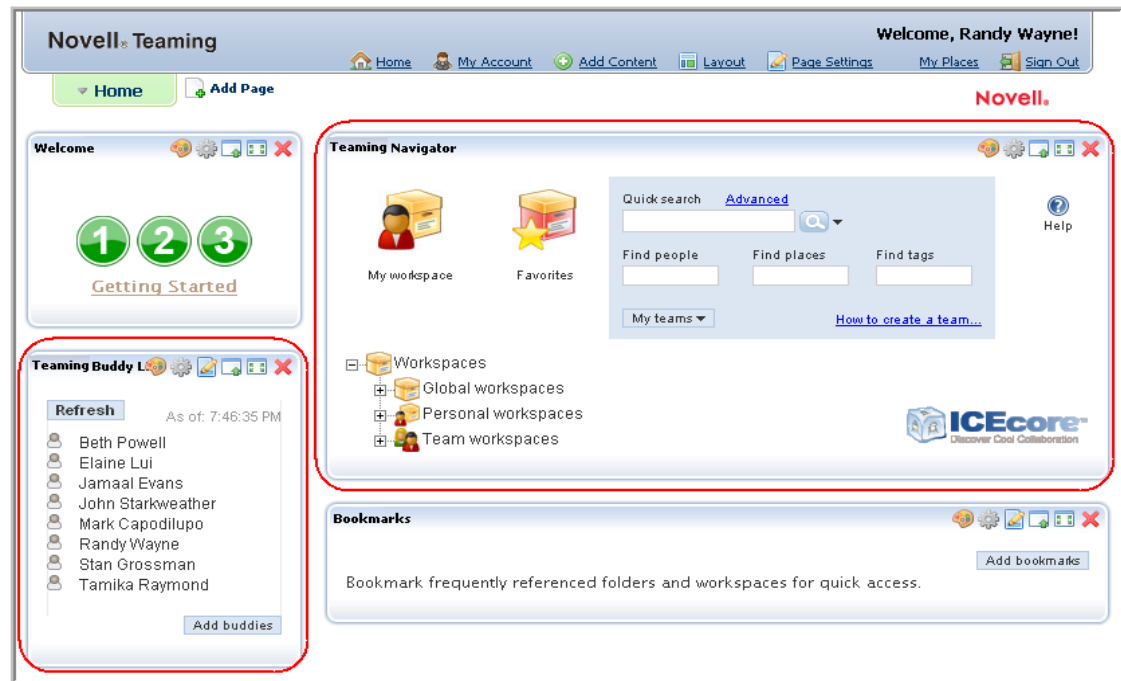 Novell® Teaming
Welcome, Randy Wayne!
Home My Account Add Content Layout Page Settings My Places Sign Out
Home Add Page
Novell.
Welcome
1 2 3
Getting Started
Teaming Buddy L
Refresh As of: 7:46:35 PM
Beth Powell
Elaine Lui
Jamaal Evans
John Starkweather
Mark Capodilupo
Randy Wayne
Stan Grossman
Tamika Raymond
Add buddies
Teaming Navigator
My workspace
Favorites
Quick search Advanced
Find people Find places Find tags
My teams How to create a team...
Help
Workspaces
Global workspaces
Personal workspaces
Team workspaces
ICEcore™
Discover Cool Collaboration
Bookmarks
Add bookmarks
Bookmark frequently referenced folders and workspaces for quick access.